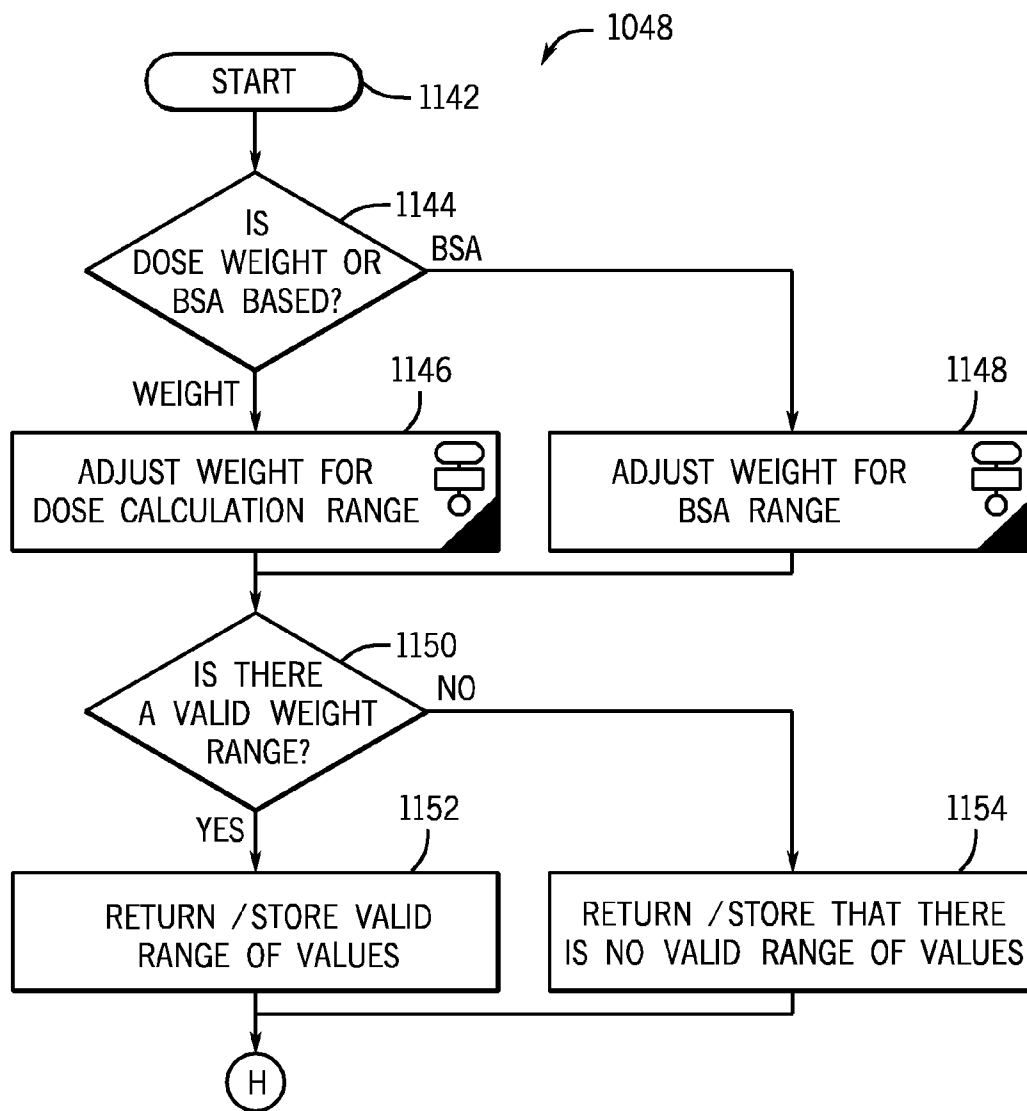 1048
START
1142
1144
IS
DOSE WEIGHT OR
BSA BASED?
BSA
WEIGHT
1146
ADJUST WEIGHT FOR
DOSE CALCULATION RANGE
1148
ADJUST WEIGHT FOR
BSA RANGE
1150
IS THERE
A VALID WEIGHT
RANGE?
NO
YES
1152
RETURN /STORE VALID
RANGE OF VALUES
1154
RETURN /STORE THAT THERE
IS NO VALID RANGE OF VALUES
H